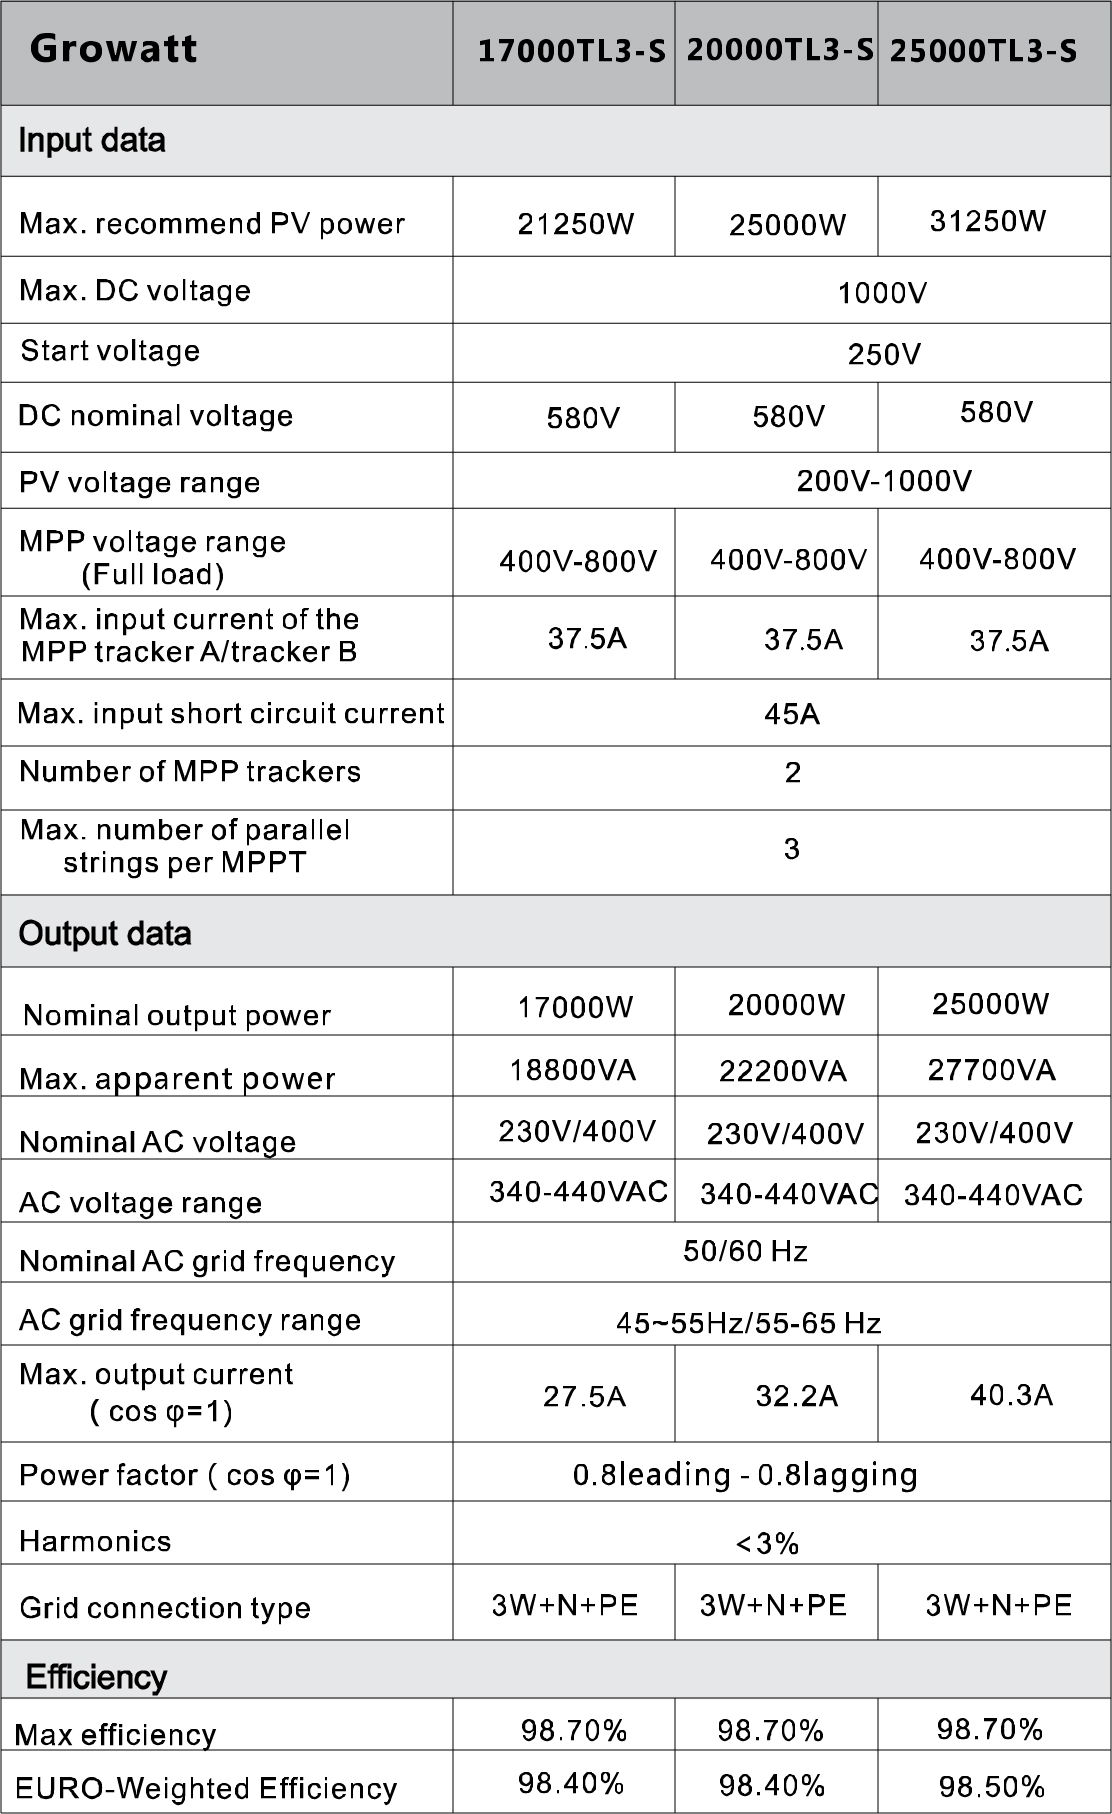 Growatt 17000TL3-S 20000TL3-S 25000TL3-S
Input data
Max. recommend PV power 21250W 25000W 31250W
Max. DC voltage 1000V
Start voltage 250V
DC nominal voltage 580V 580V 580V
PV voltage range 200V-1000V
MPP voltage range
(Full load) 400V-800V 400V-800V 400V-800V
Max. input current of the
MPP tracker A/tracker B 37.5A 37.5A 37.5A
Max. input short circuit current 45A
Number of MPP trackers 2
Max. number of parallel
strings per MPPT 3
Output data
Nominal output power 17000W 20000W 25000W
Max. apparent power 18800VA 22200VA 27700VA
Nominal AC voltage 230V/400V 230V/400V 230V/400V
AC voltage range 340-440VAC 340-440VAC 340-440VAC
Nominal AC grid frequency 50/60 Hz
AC grid frequency range 45~55Hz/55-65 Hz
Max. output current
( cos φ=1) 27.5A 32.2A 40.3A
Power factor ( cos φ=1) 0.8leading - 0.8lagging
Harmonics <3%
Grid connection type 3W+N+PE 3W+N+PE 3W+N+PE
Efficiency
Max efficiency 98.70% 98.70% 98.70%
EURO-Weighted Efficiency 98.40% 98.40% 98.50%